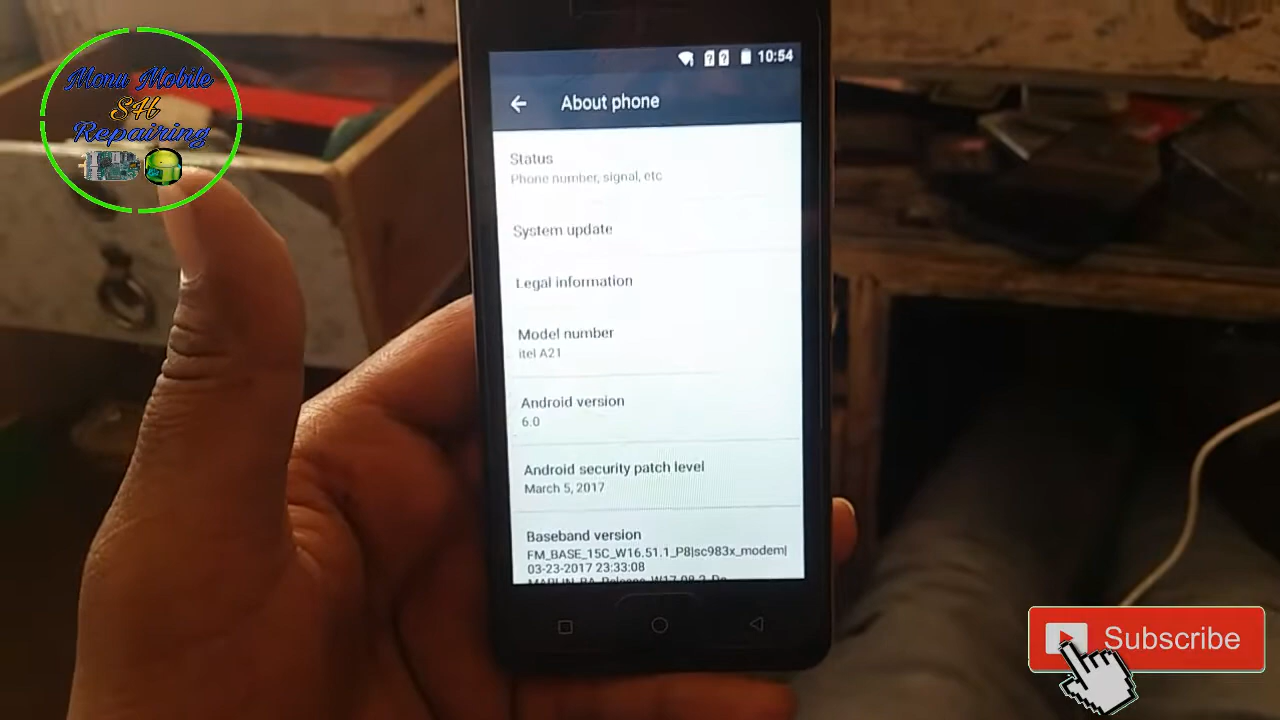 Monu Mobile
SH
Repairing
10:54
About phone
Status
Phone number, signal, etc
System update
Legal information
Model number
itel A21
Android version
6.0
Android security patch level
March 5, 2017
Baseband version
FM_BASE_15C_W16.51.1_P8|sc983x_modem|
03-23-2017 23:33:08
Subscribe